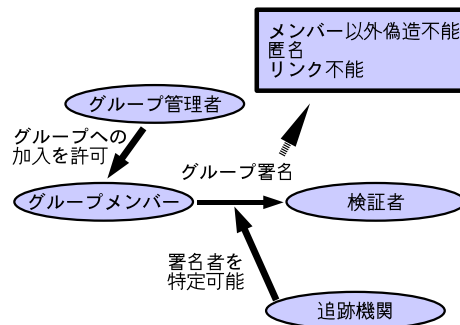 メンバー以外偽造不能
匿名
リンク不能
グループ管理者
グループへの
加入を許可
グループ署名
グループメンバー
検証者
署名者を
特定可能
追跡機関